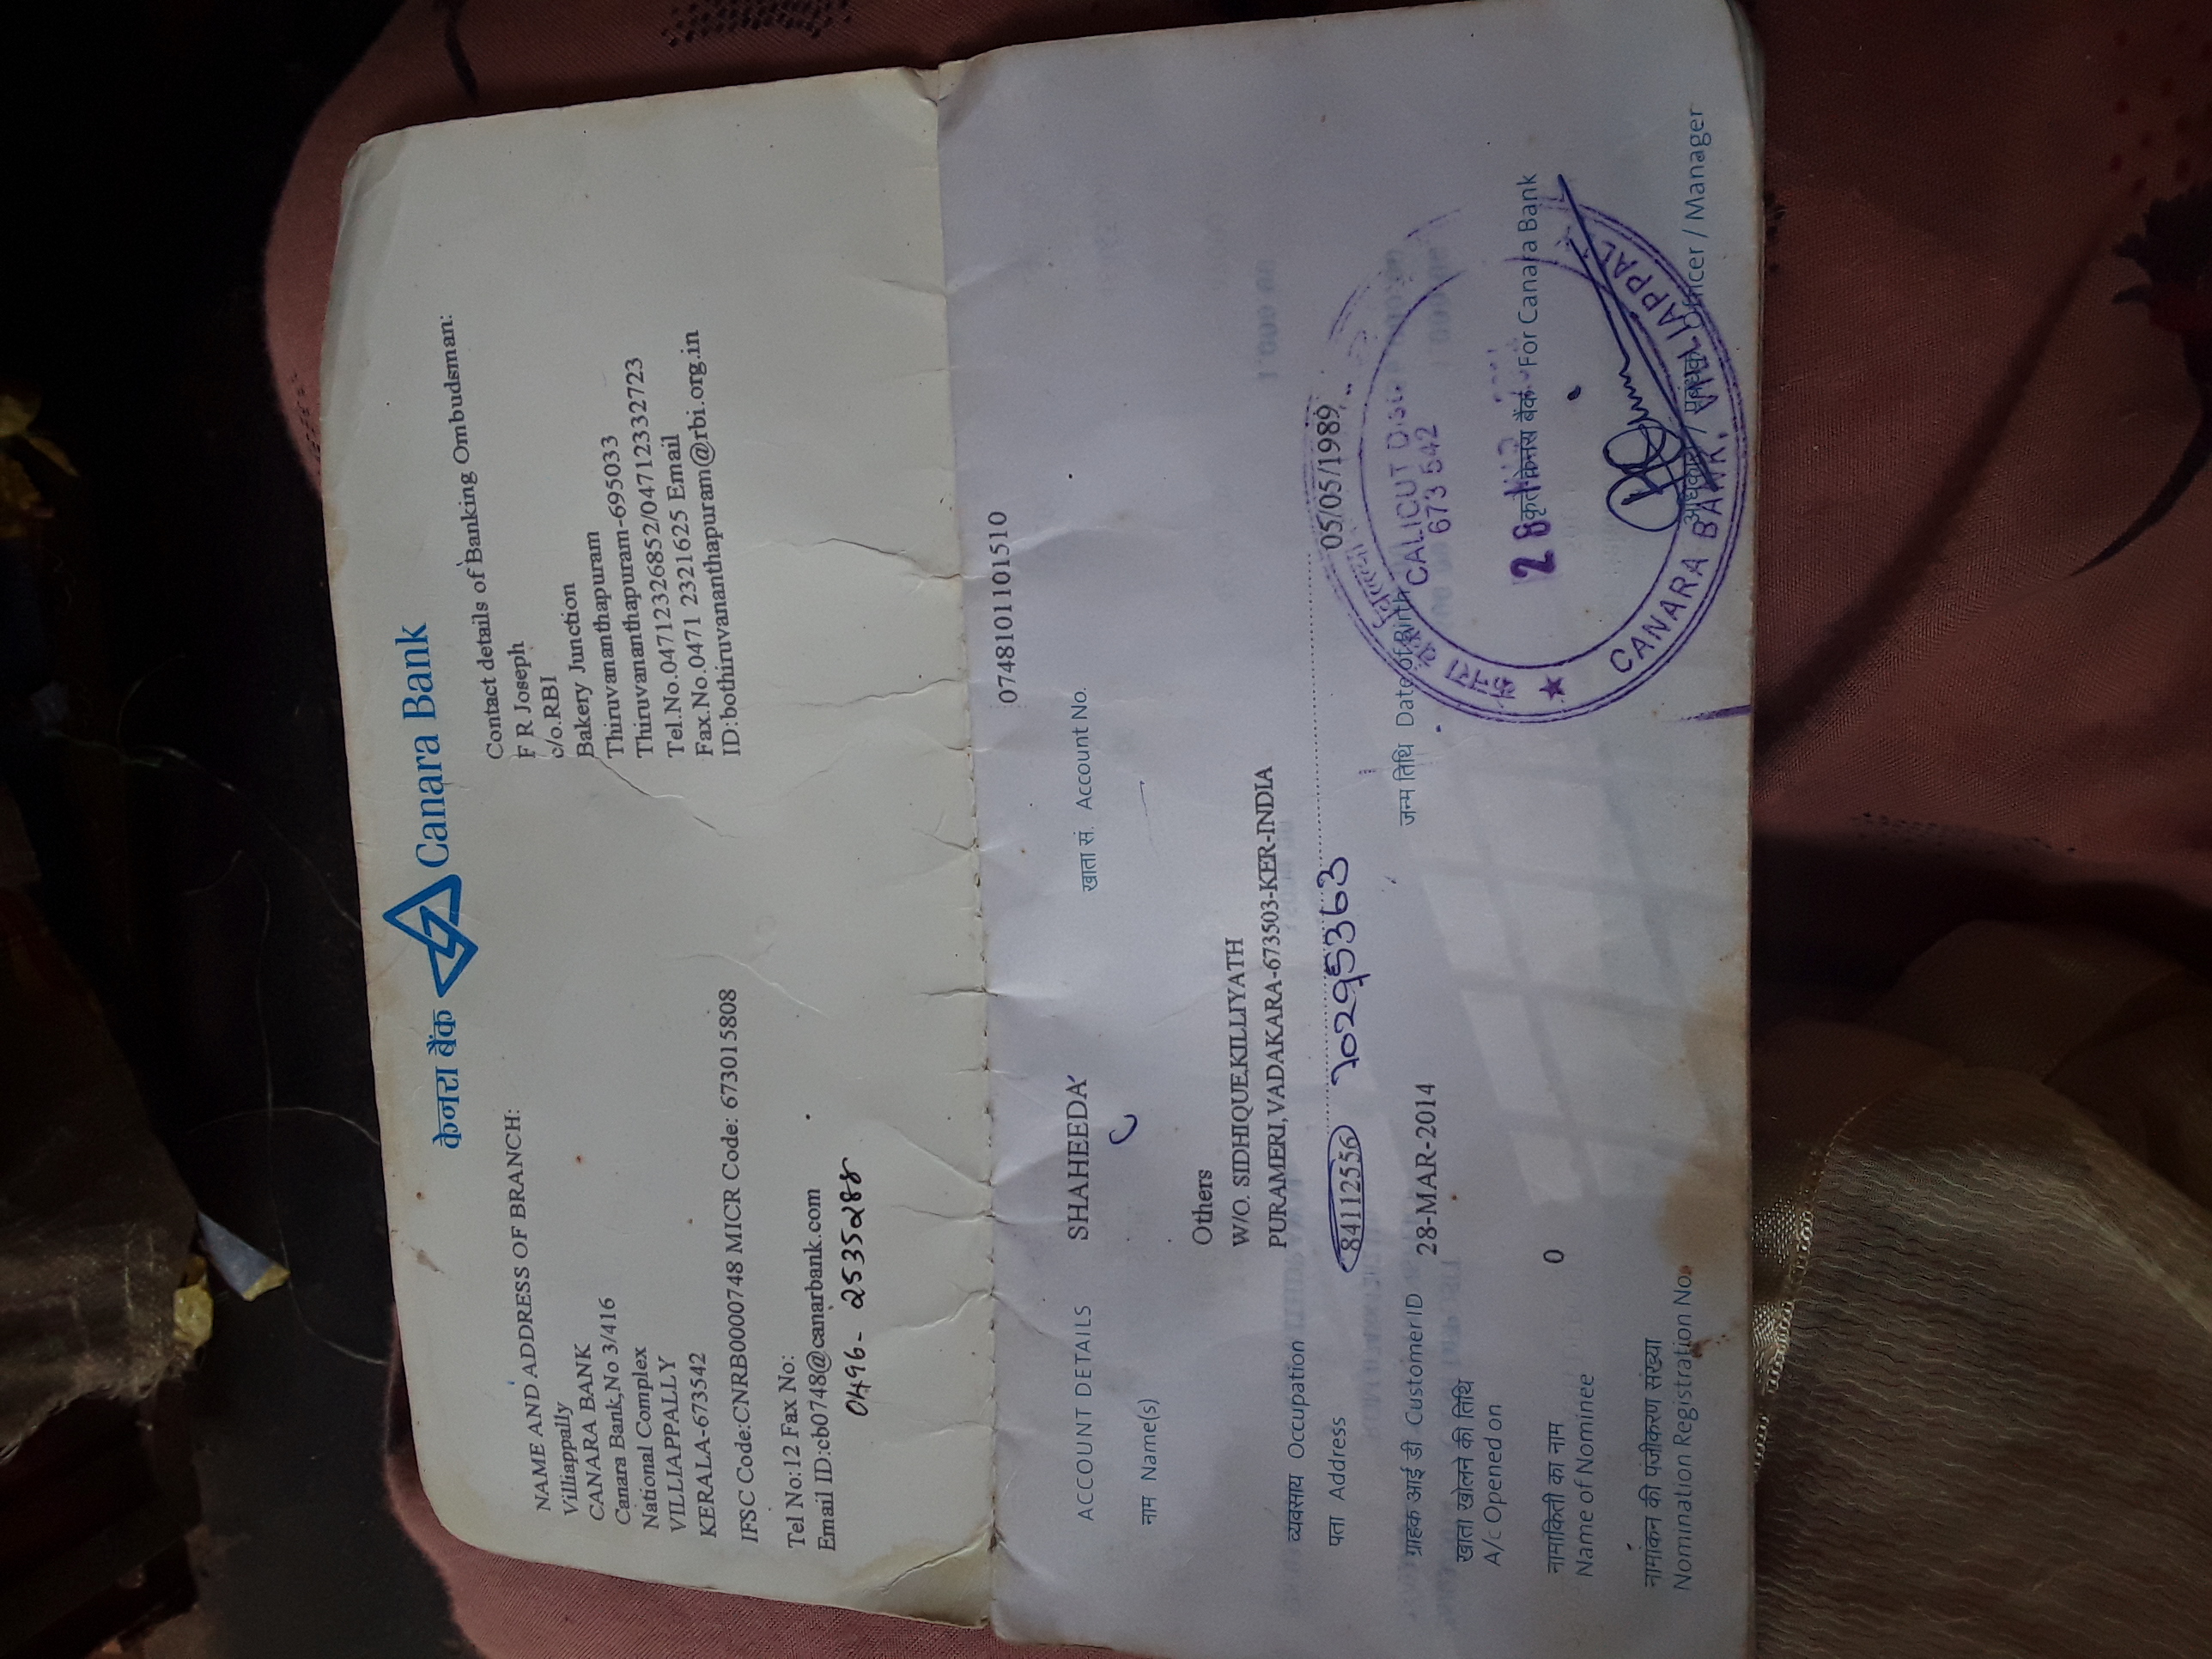 केनरा बैंक Canara Bank
NAME AND ADDRESS OF BRANCH:
Villiappally
CANARA BANK
Canara Bank,No 3/416
National Complex
VILLIAPPALLY
KERALA-673542
IFSC Code:CNRB0000748 MICR Code: 673015808
Tel No:12 Fax No:
Email ID:cb0748@canarbank.com
0496- 2535288
Contact details of Banking Ombudsman:
F R Joseph
c/o.RBI
Bakery Junction
Thiruvananthapuram
Thiruvananthapuram-695033
Tel.No.04712326852/04712332723
Fax.No.0471 2321625 Email
ID:bothiruvananthapuram@rbi.org.in
0748101101510
ACCOUNT DETAILS SHAHEEDA खाता सं. Account No.
C
नाम Name(s)
Others
W/O. SIDHIQUE,KILLIYATH
PURAMERI,VADAKARA-673503-KER-INDIA
व्यवसाय Occupation
पता Address
84112556 70295363 05/05/1989
ग्राहक आई डी Customer ID जन्म तिथि Date of Birth
28-MAR-2014
खाता खोलने की तिथि
A/c Opened on
नामांकिती का नाम 0
Name of Nominee
नामांकन की पंजीकरण संख्या
Nomination Registration No.
केनरा बैंक
CALICUT Dist.
673 542
28
कृते केनरा बैंक For Canara Bank
CANARA BANK, VILLIAPPALLY
अधिकारी / प्रबंधक Officer / Manager